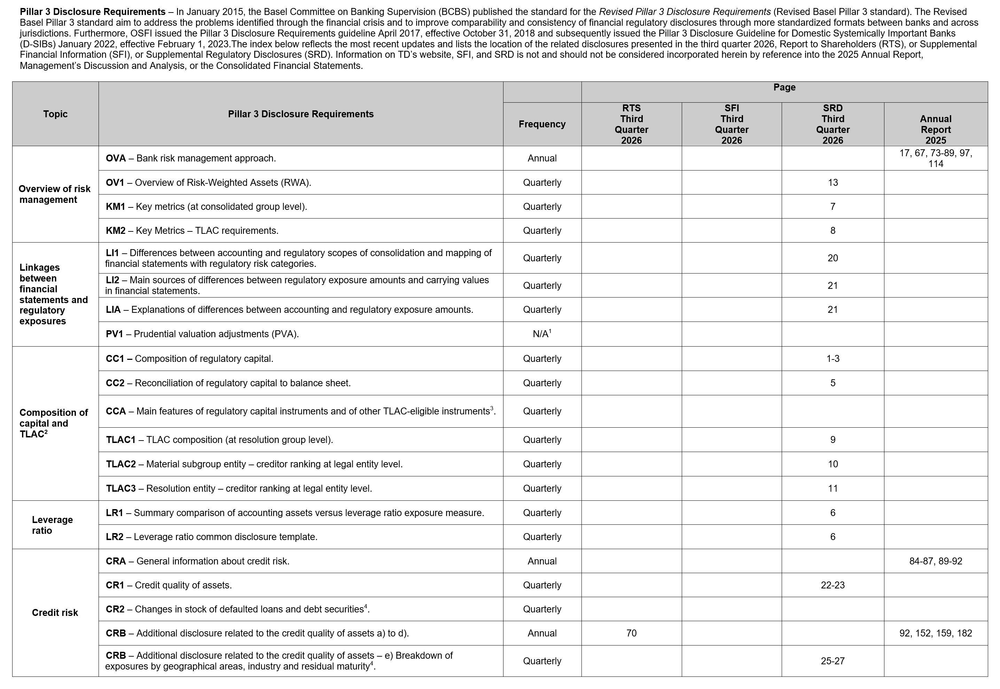 Pillar 3 Disclosure Requirements – In January 2015, the Basel Committee on Banking Supervision (BCBS) published the standard for the Revised Pillar 3 Disclosure Requirements (Revised Basel Pillar 3 standard). The Revised
Basel Pillar 3 standard aim to address the problems identified through the financial crisis and to improve comparability and consistency of financial regulatory disclosures through more standardized formats between banks and across
jurisdictions. Furthermore, OSFI issued the Pillar 3 Disclosure Requirements guideline April 2017, effective October 31, 2018 and subsequently issued the Pillar 3 Disclosure Guideline for Domestic Systemically Important Banks
(D-SIBs) January 2022, effective February 1, 2023.The index below reflects the most recent updates and lists the location of the related disclosures presented in the third quarter 2026, Report to Shareholders (RTS), or Supplemental
Financial Information (SFI), or Supplemental Regulatory Disclosures (SRD). Information on TD’s website, SFI, and SRD is not and should not be considered incorporated herein by reference into the 2025 Annual Report,
Management’s Discussion and Analysis, or the Consolidated Financial Statements.
Page
Topic
Pillar 3 Disclosure Requirements
Frequency
RTS
Third
Quarter
2026
SFI
Third
Quarter
2026
SRD
Third
Quarter
2026
Annual
Report
2025
Overview of risk
management
OVA – Bank risk management approach.
Annual
17, 67, 73-89, 97,
114
OV1 – Overview of Risk-Weighted Assets (RWA).
Quarterly
13
KM1 – Key metrics (at consolidated group level).
Quarterly
7
KM2 – Key Metrics – TLAC requirements.
Quarterly
8
Linkages
between
financial
statements and
regulatory
exposures
LI1 – Differences between accounting and regulatory scopes of consolidation and mapping of
financial statements with regulatory risk categories.
Quarterly
20
LI2 – Main sources of differences between regulatory exposure amounts and carrying values
in financial statements.
Quarterly
21
LIA – Explanations of differences between accounting and regulatory exposure amounts.
Quarterly
21
PV1 – Prudential valuation adjustments (PVA).
N/A1
Composition of
capital and
TLAC2
CC1 – Composition of regulatory capital.
Quarterly
1-3
CC2 – Reconciliation of regulatory capital to balance sheet.
Quarterly
5
CCA – Main features of regulatory capital instruments and of other TLAC-eligible instruments3.
Quarterly
TLAC1 – TLAC composition (at resolution group level).
Quarterly
9
TLAC2 – Material subgroup entity – creditor ranking at legal entity level.
Quarterly
10
TLAC3 – Resolution entity – creditor ranking at legal entity level.
Quarterly
11
Leverage
ratio
LR1 – Summary comparison of accounting assets versus leverage ratio exposure measure.
Quarterly
6
LR2 – Leverage ratio common disclosure template.
Quarterly
6
Credit risk
CRA – General information about credit risk.
Annual
84-87, 89-92
CR1 – Credit quality of assets.
Quarterly
22-23
CR2 – Changes in stock of defaulted loans and debt securities4.
Quarterly
CRB – Additional disclosure related to the credit quality of assets a) to d).
Annual
70
92, 152, 159, 182
CRB – Additional disclosure related to the credit quality of assets – e) Breakdown of
exposures by geographical areas, industry and residual maturity4.
Quarterly
25-27